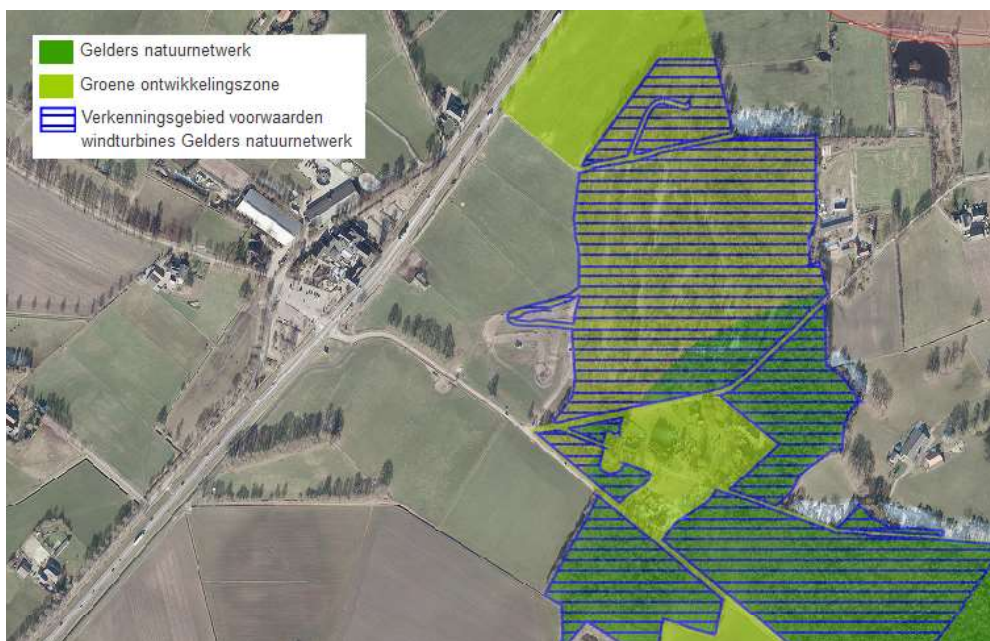 Gelders natuurnetwerk
Groene ontwikkelingszone
Verkenningsgebied voorwaarden
windturbines Gelders natuurnetwerk